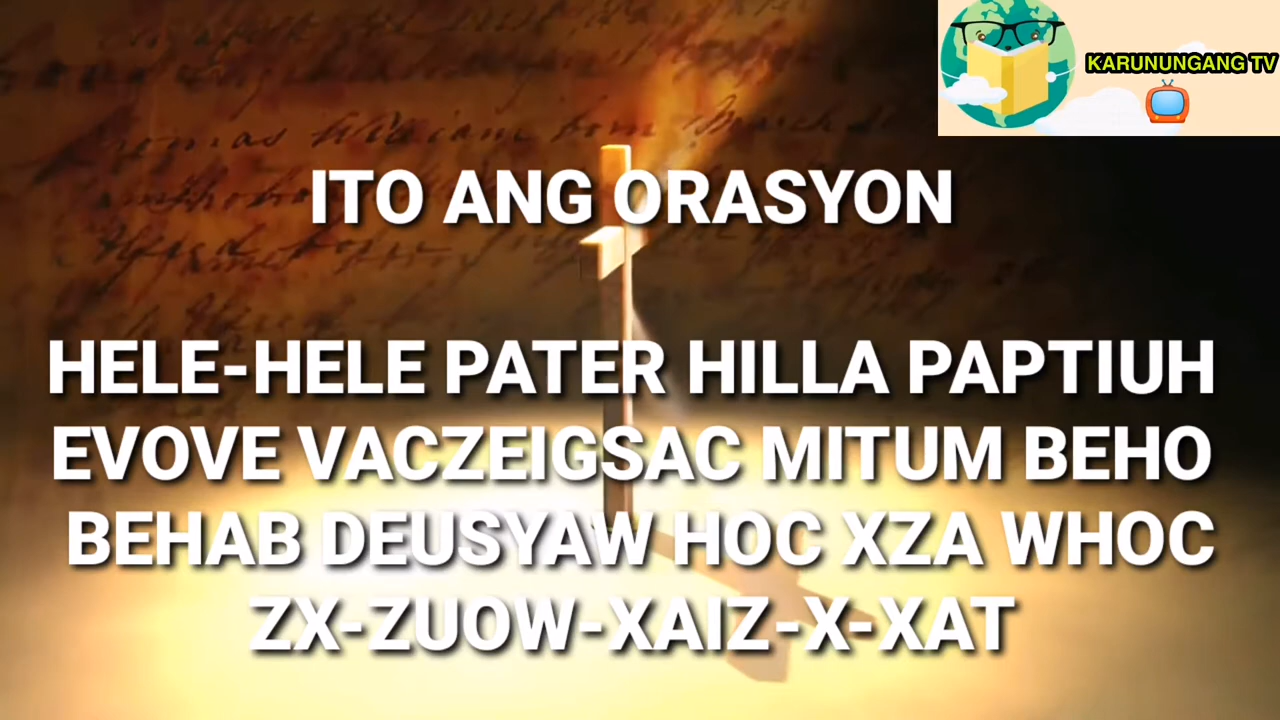 KARUNUNGANG TV
ITO ANG ORASYON
HELE-HELE PATER HILLA PAPTIUH
EVOVE VACZEIGSAC MITUM BEHO
BEHAB DEUSYAW HOC XZA WHOC
ZX-ZUOW-XAIZ-X-XAT